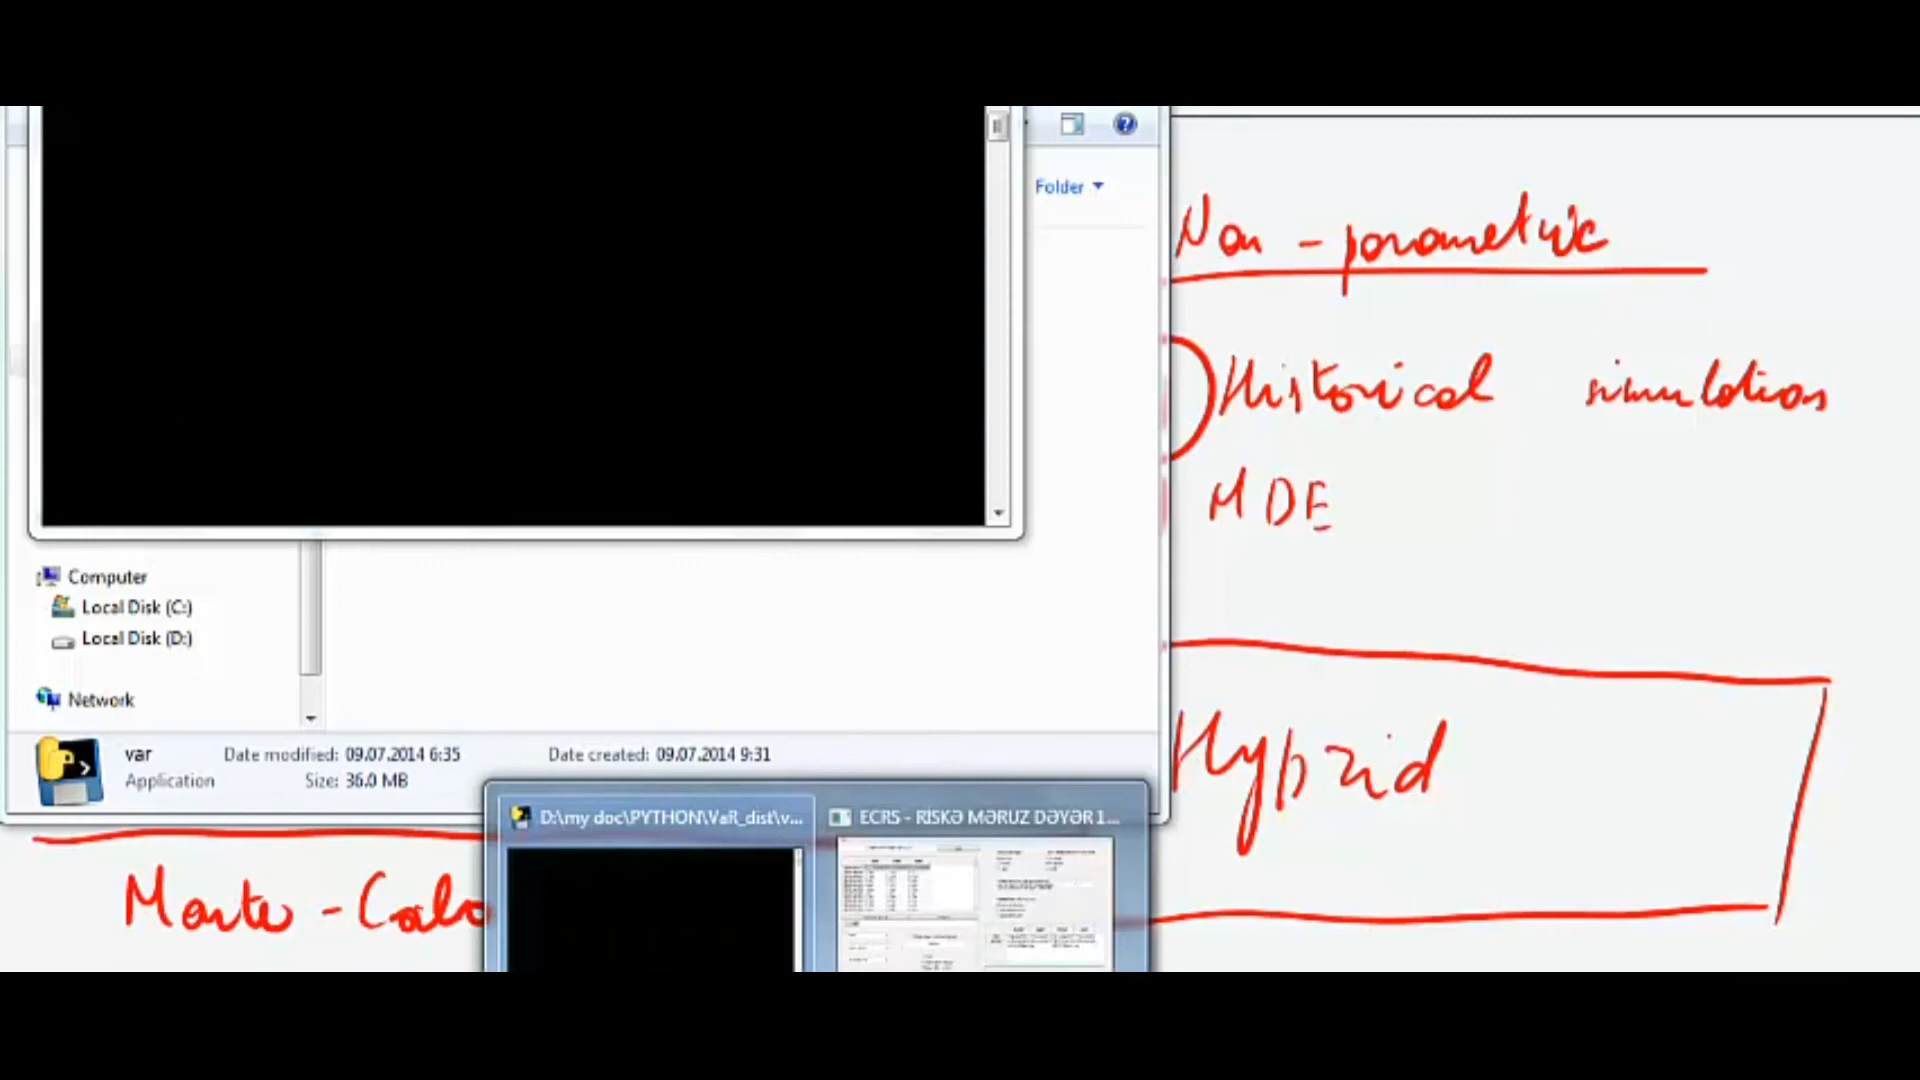 Folder
Non-parametric
Historical simulation
MDE
Computer
Local Disk (C:)
Local Disk (D:)
Network
Hybrid
var Date modified: 09.07.2014 6:35 Date created: 09.07.2014 9:31
Application Size: 36.0 MB
D:\my doc\PYTHON\VaR_dist\v... ECRS - RİSKƏ MƏRUZ DƏYƏR 1...
Monte-Calo